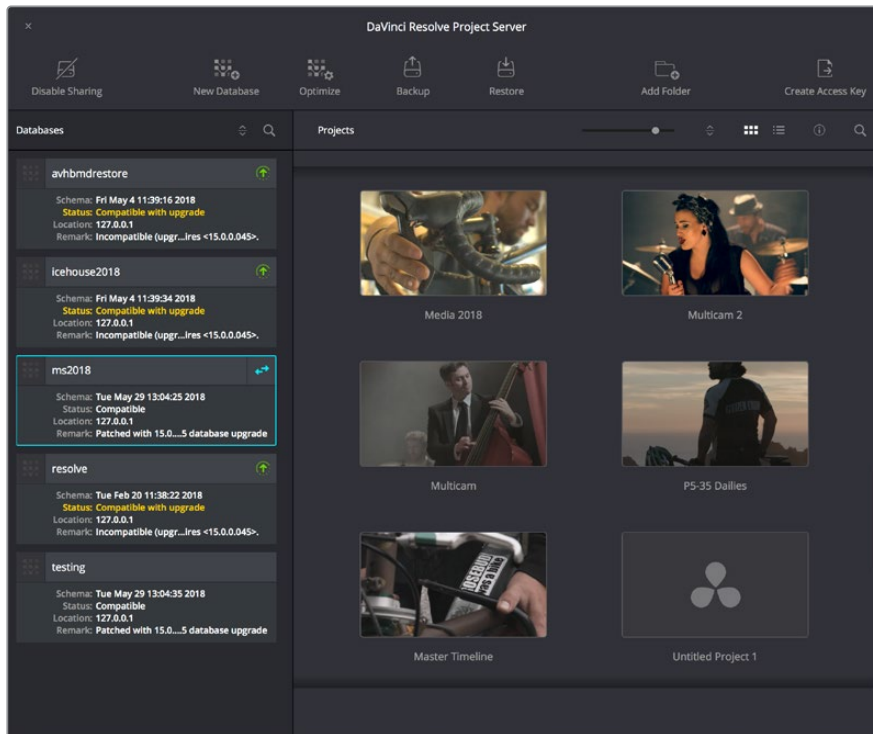 DaVinci Resolve Project Server
Disable Sharing
New Database
Optimize
Backup
Restore
Add Folder
Create Access Key
Databases
Projects
avhbmdrestore
Schema: Fri May 4 11:39:16 2018
Status: Compatible with upgrade
Location: 127.0.0.1
Remark: Incompatible (upgr...ires <15.0.0.045>.
icehouse2018
Schema: Fri May 4 11:39:34 2018
Status: Compatible with upgrade
Location: 127.0.0.1
Remark: Incompatible (upgr...ires <15.0.0.045>.
ms2018
Schema: Tue May 29 13:04:25 2018
Status: Compatible
Location: 127.0.0.1
Remark: Patched with 15.0....5 database upgrade
resolve
Schema: Tue Feb 20 11:38:22 2018
Status: Compatible with upgrade
Location: 127.0.0.1
Remark: Incompatible (upgr...ires <15.0.0.045>.
testing
Schema: Tue May 29 13:04:35 2018
Status: Compatible
Location: 127.0.0.1
Remark: Patched with 15.0....5 database upgrade
Media 2018
Multicam 2
Multicam
P5-35 Dailies
ROSEBUD
was a bike
Master Timeline
Untitled Project 1